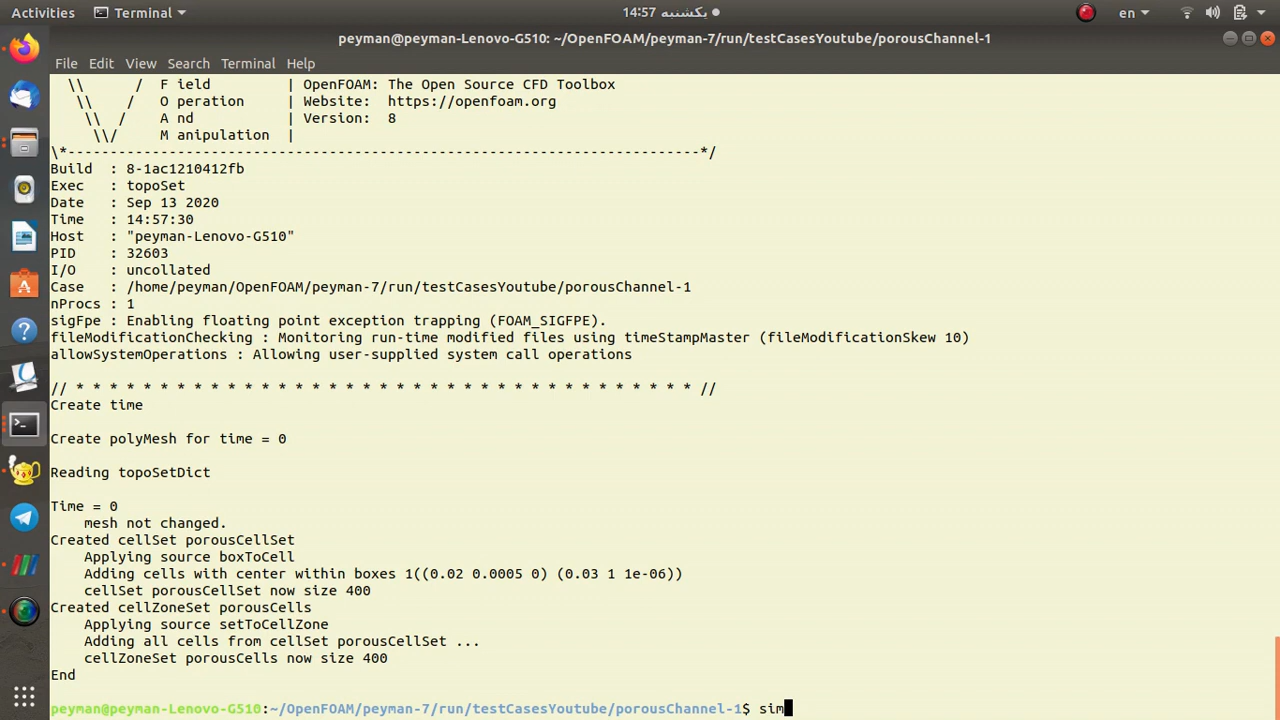 Activities
Terminal
یکشنبه 14:57
en
peyman@peyman-Lenovo-G510: ~/OpenFOAM/peyman-7/run/testCasesYoutube/porousChannel-1
File Edit View Search Terminal Help
\\ / F ield | OpenFOAM: The Open Source CFD Toolbox
\\ / O peration | Website: https://openfoam.org
\\ / A nd | Version: 8
\\/ M anipulation |
\*---------------------------------------------------------------------------*/
Build : 8-1ac1210412fb
Exec : topoSet
Date : Sep 13 2020
Time : 14:57:30
Host : "peyman-Lenovo-G510"
PID : 32603
I/O : uncollated
Case : /home/peyman/OpenFOAM/peyman-7/run/testCasesYoutube/porousChannel-1
nProcs : 1
sigFpe : Enabling floating point exception trapping (FOAM_SIGFPE).
fileModificationChecking : Monitoring run-time modified files using timeStampMaster (fileModificationSkew 10)
allowSystemOperations : Allowing user-supplied system call operations
// * * * * * * * * * * * * * * * * * * * * * * * * * * * * * * * * * * * * * //
Create time
Create polyMesh for time = 0
Reading topoSetDict
Time = 0
mesh not changed.
Created cellSet porousCellSet
Applying source boxToCell
Adding cells with center within boxes 1((0.02 0.0005 0) (0.03 1 1e-06))
cellSet porousCellSet now size 400
Created cellZoneSet porousCells
Applying source setToCellZone
Adding all cells from cellSet porousCellSet ...
cellZoneSet porousCells now size 400
End
peyman@peyman-Lenovo-G510:~/OpenFOAM/peyman-7/run/testCasesYoutube/porousChannel-1$ sim